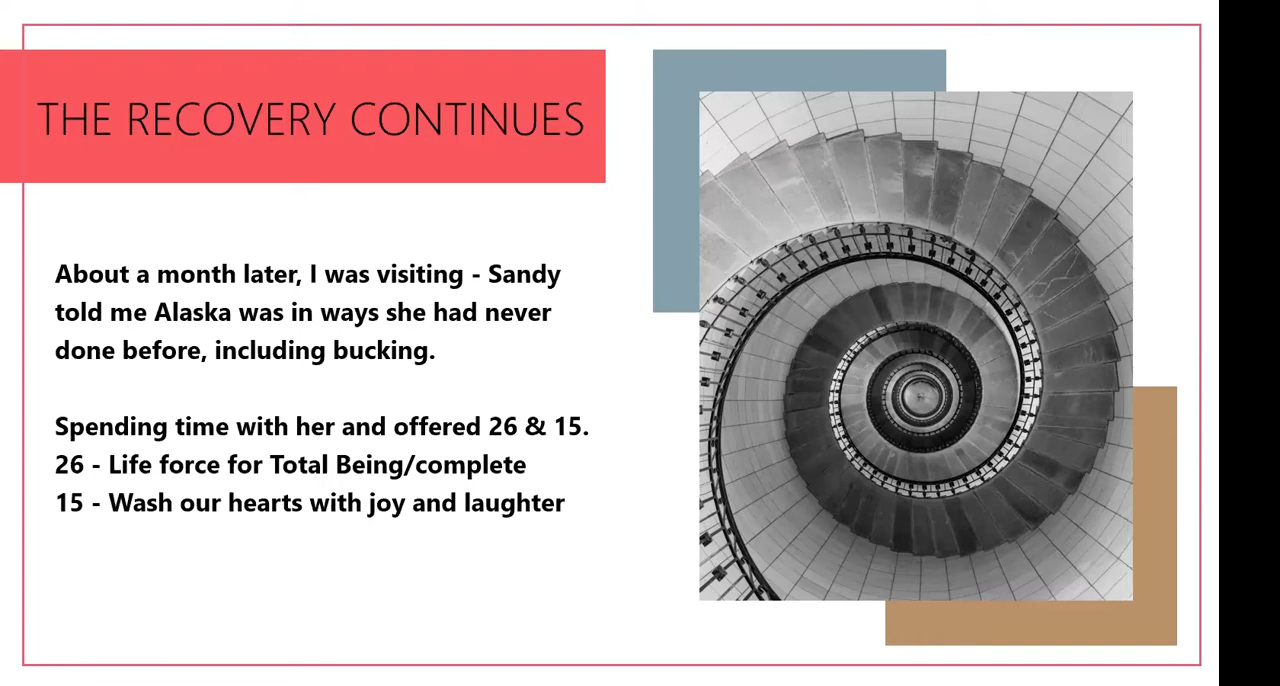 THE RECOVERY CONTINUES
About a month later, I was visiting - Sandy
told me Alaska was in ways she had never
done before, including bucking.
Spending time with her and offered 26 & 15.
26 - Life force for Total Being/complete
15 - Wash our hearts with joy and laughter